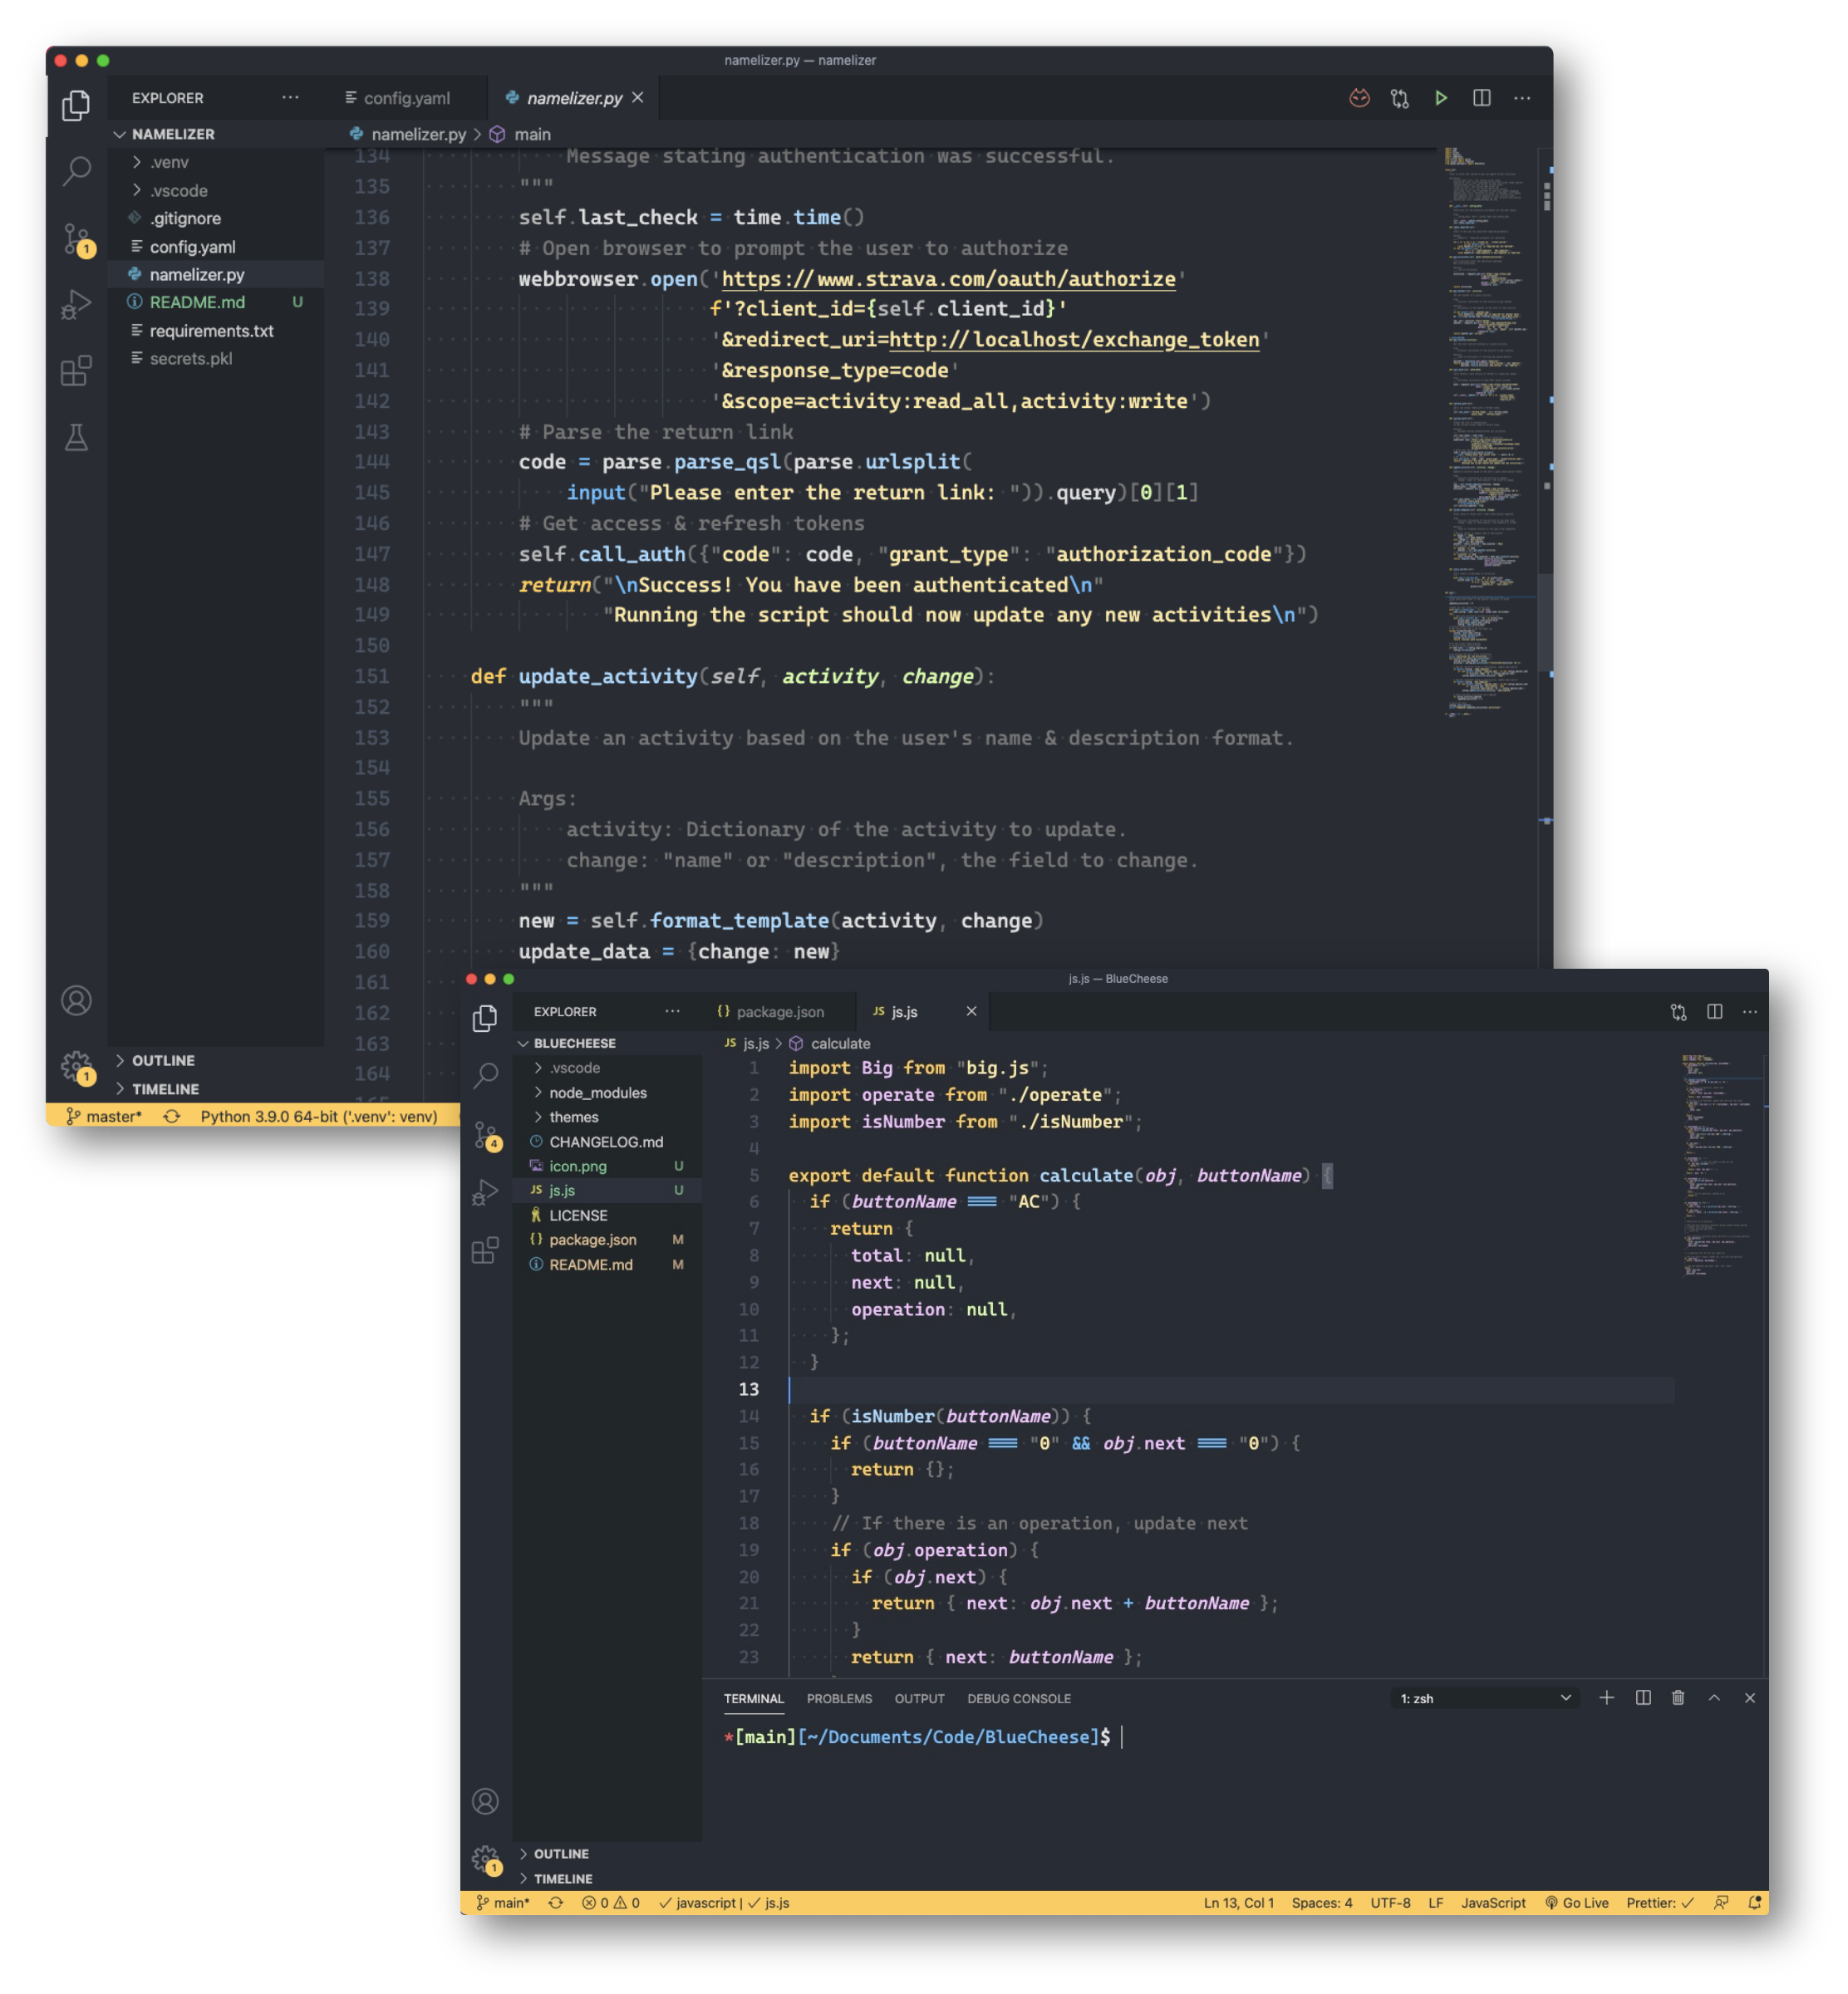 namelizer.py — namelizer
EXPLORER ···
config.yaml
namelizer.py
NAMELIZER
namelizer.py > main
.venv
.vscode
.gitignore
config.yaml
namelizer.py
README.md U
requirements.txt
secrets.pkl
1
134 Message stating authentication was successful.
135 """
136 self.last_check = time.time()
137 # Open browser to prompt the user to authorize
138 webbrowser.open('https://www.strava.com/oauth/authorize'
139 f'?client_id={self.client_id}'
140 '&redirect_uri=http://localhost/exchange_token'
141 '&response_type=code'
142 '&scope=activity:read_all,activity:write')
143 # Parse the return link
144 code = parse.parse_qsl(parse.urlsplit(
145 input("Please enter the return link: ")).query)[0][1]
146 # Get access & refresh tokens
147 self.call_auth({"code": code, "grant_type": "authorization_code"})
148 return("\nSuccess! You have been authenticated\n"
149 "Running the script should now update any new activities\n")
150
151 def update_activity(self, activity, change):
152 """
153 Update an activity based on the user's name & description format.
154
155 Args:
156 activity: Dictionary of the activity to update.
157 change: "name" or "description", the field to change.
158 """
159 new = self.format_template(activity, change)
160 update_data = {change: new}
161
162
163
164
OUTLINE
TIMELINE
1
master* Python 3.9.0 64-bit ('.venv': venv)
js.js — BlueCheese
EXPLORER ···
{} package.json
JS js.js
BLUECHEESE
JS js.js > calculate
.vscode
node_modules
themes
CHANGELOG.md
icon.png U
JS js.js U
LICENSE
{} package.json M
README.md M
4
1 import Big from "big.js";
2 import operate from "./operate";
3 import isNumber from "./isNumber";
4
5 export default function calculate(obj, buttonName) {
6 if (buttonName === "AC") {
7 return {
8 total: null,
9 next: null,
10 operation: null,
11 };
12 }
13
14 if (isNumber(buttonName)) {
15 if (buttonName === "0" && obj.next === "0") {
16 return {};
17 }
18 // If there is an operation, update next
19 if (obj.operation) {
20 if (obj.next) {
21 return { next: obj.next + buttonName };
22 }
23 return { next: buttonName };
TERMINAL PROBLEMS OUTPUT DEBUG CONSOLE 1: zsh
*[main][~/Documents/Code/BlueCheese]$
OUTLINE
TIMELINE
1
main* 0 0 javascript | js.js Ln 13, Col 1 Spaces: 4 UTF-8 LF JavaScript Go Live Prettier: